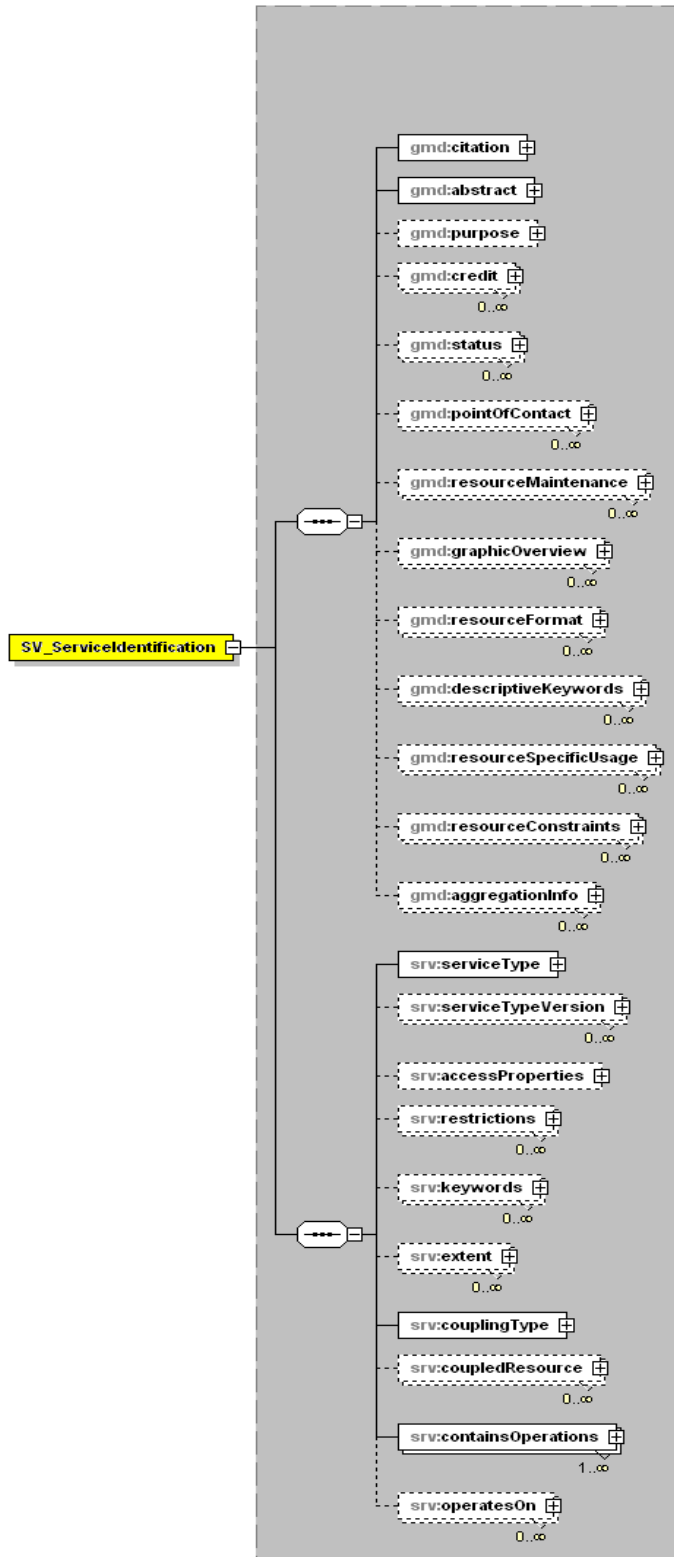 gmd:citation
gmd:abstract
gmd:purpose
gmd:credit
0..∞
gmd:status
0..∞
gmd:pointOfContact
0..∞
gmd:resourceMaintenance
0..∞
gmd:graphicOverview
0..∞
gmd:resourceFormat
0..∞
SV_ServiceIdentification
gmd:descriptiveKeywords
0..∞
gmd:resourceSpecificUsage
0..∞
gmd:resourceConstraints
0..∞
gmd:aggregationInfo
0..∞
srv:serviceType
srv:serviceTypeVersion
0..∞
srv:accessProperties
srv:restrictions
0..∞
srv:keywords
0..∞
srv:extent
0..∞
srv:couplingType
srv:coupledResource
0..∞
srv:containsOperations
1..∞
srv:operatesOn
0..∞